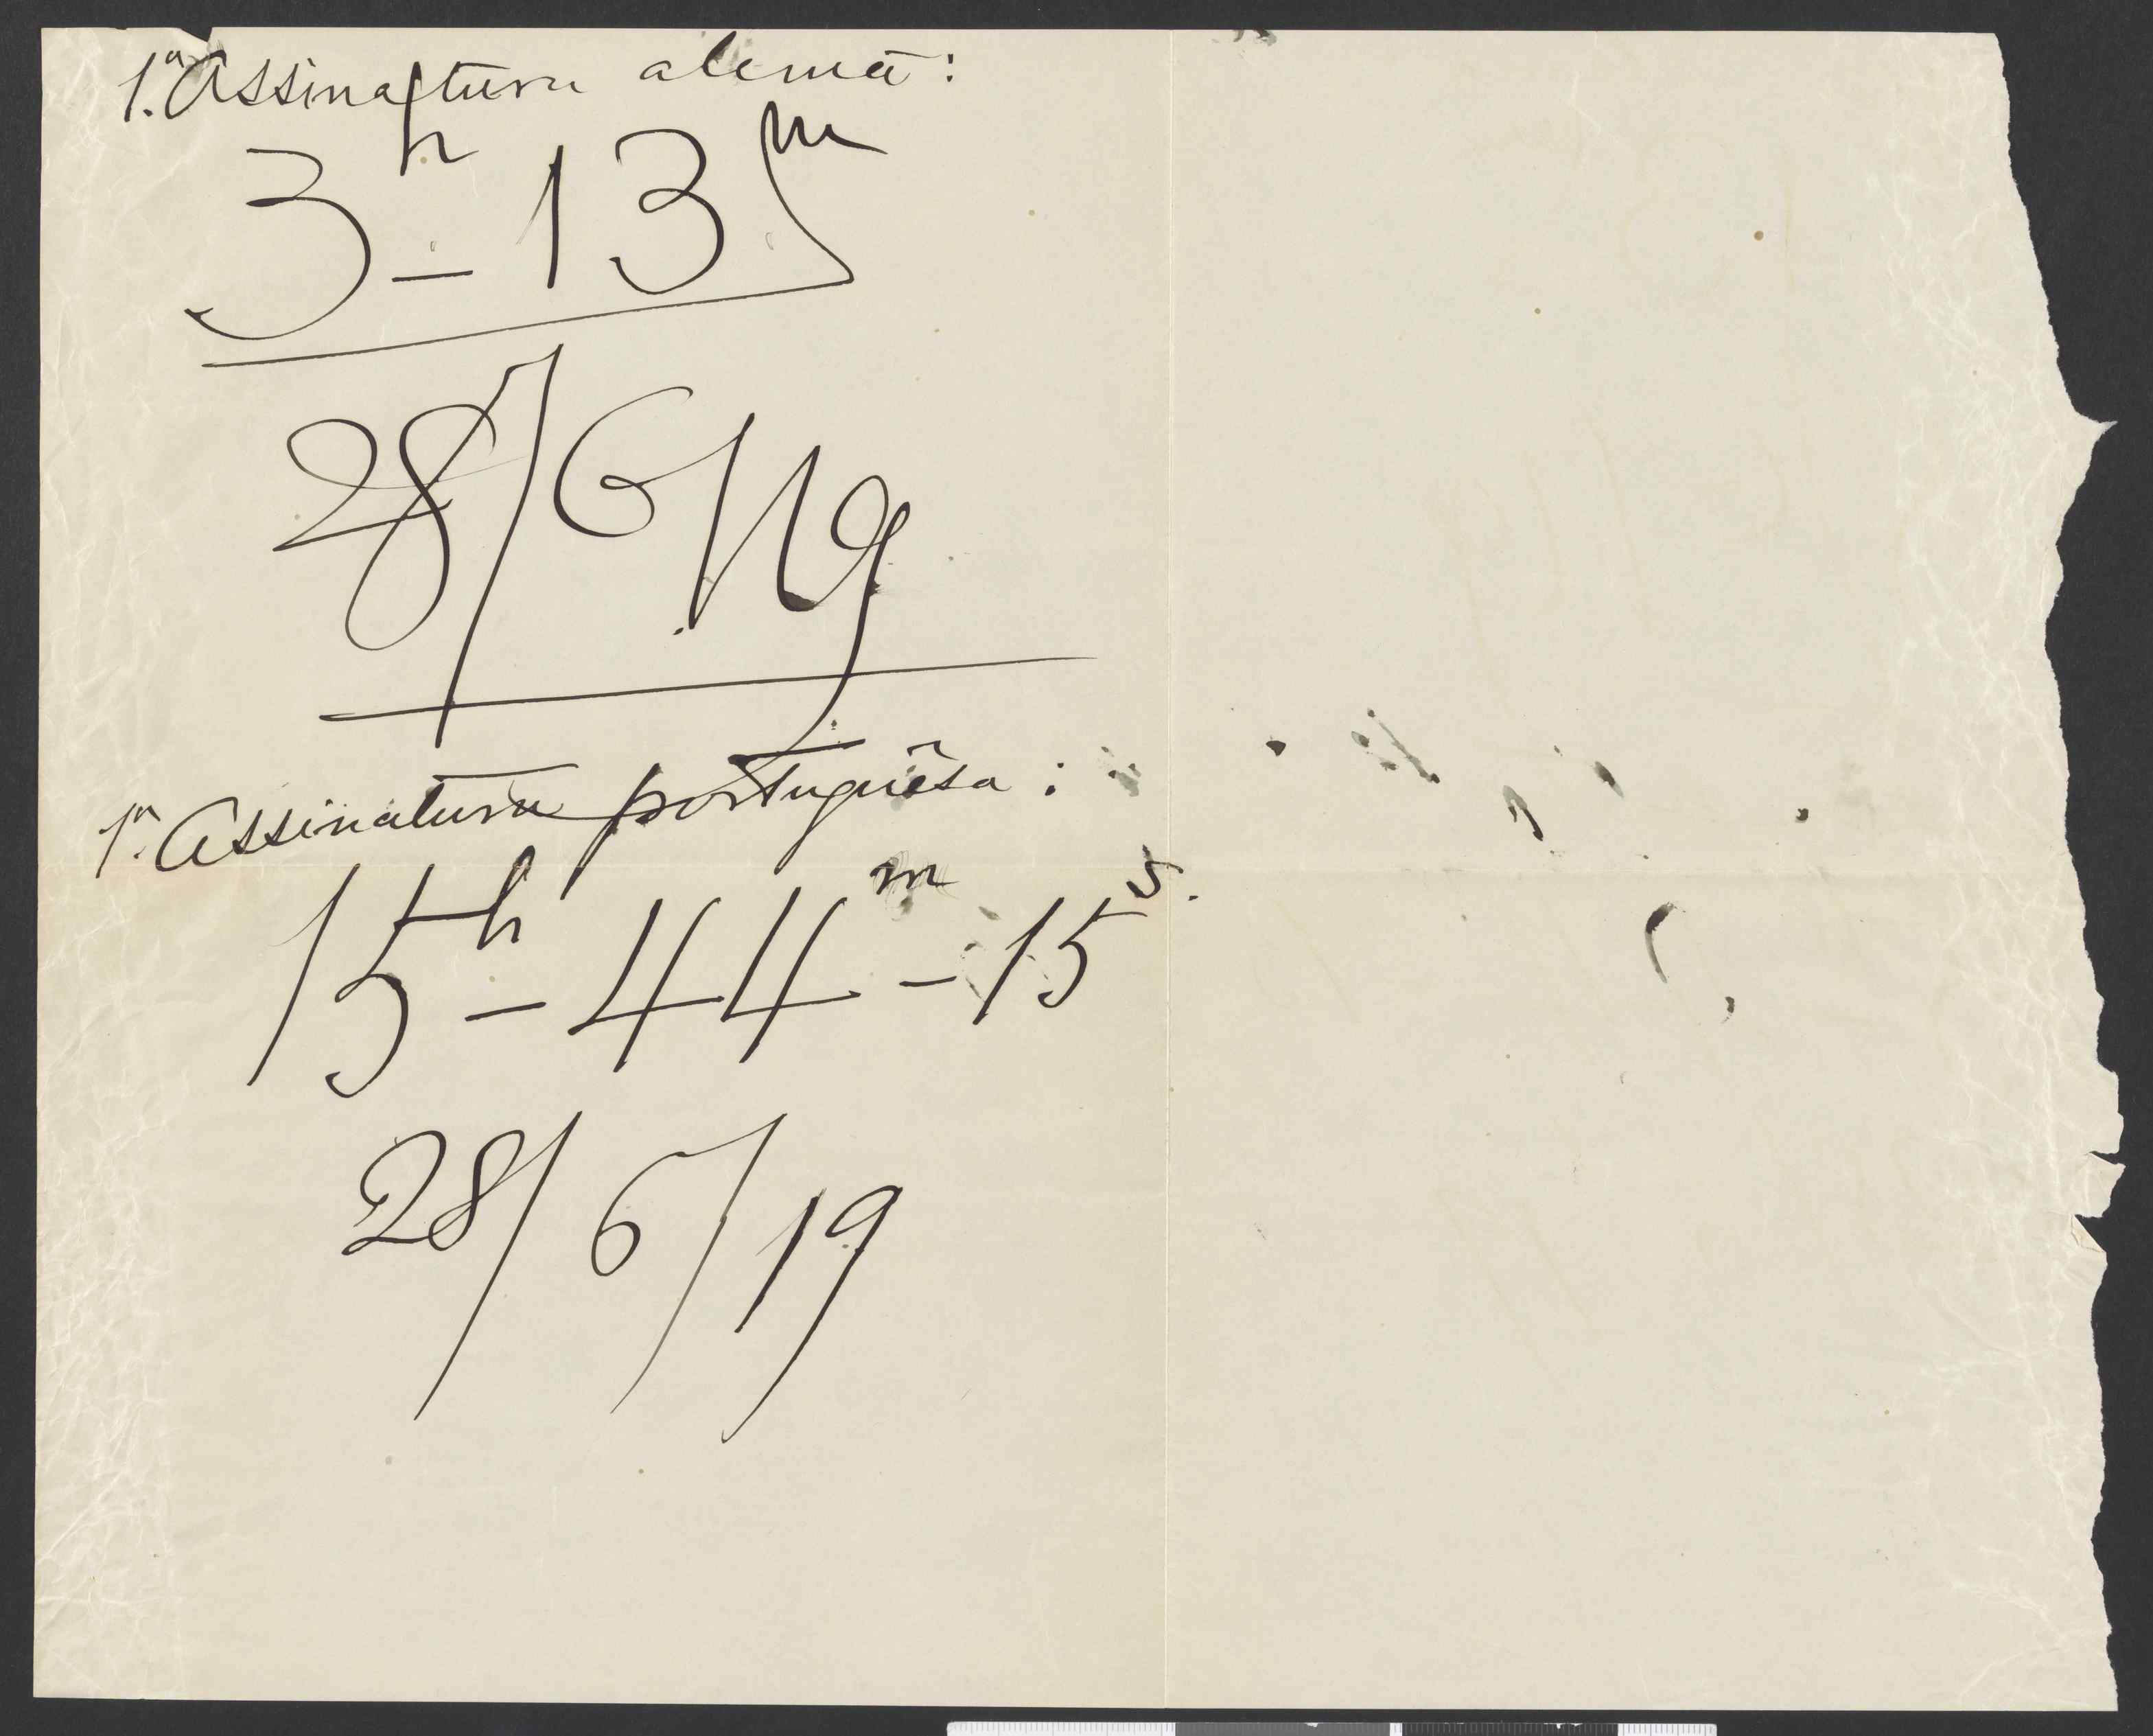 1.ª Assinatura alemã:
3h - 13m
28/6/19
1.ª Assinatura portuguêsa:
15h - 44m - 15s.
28/6/19